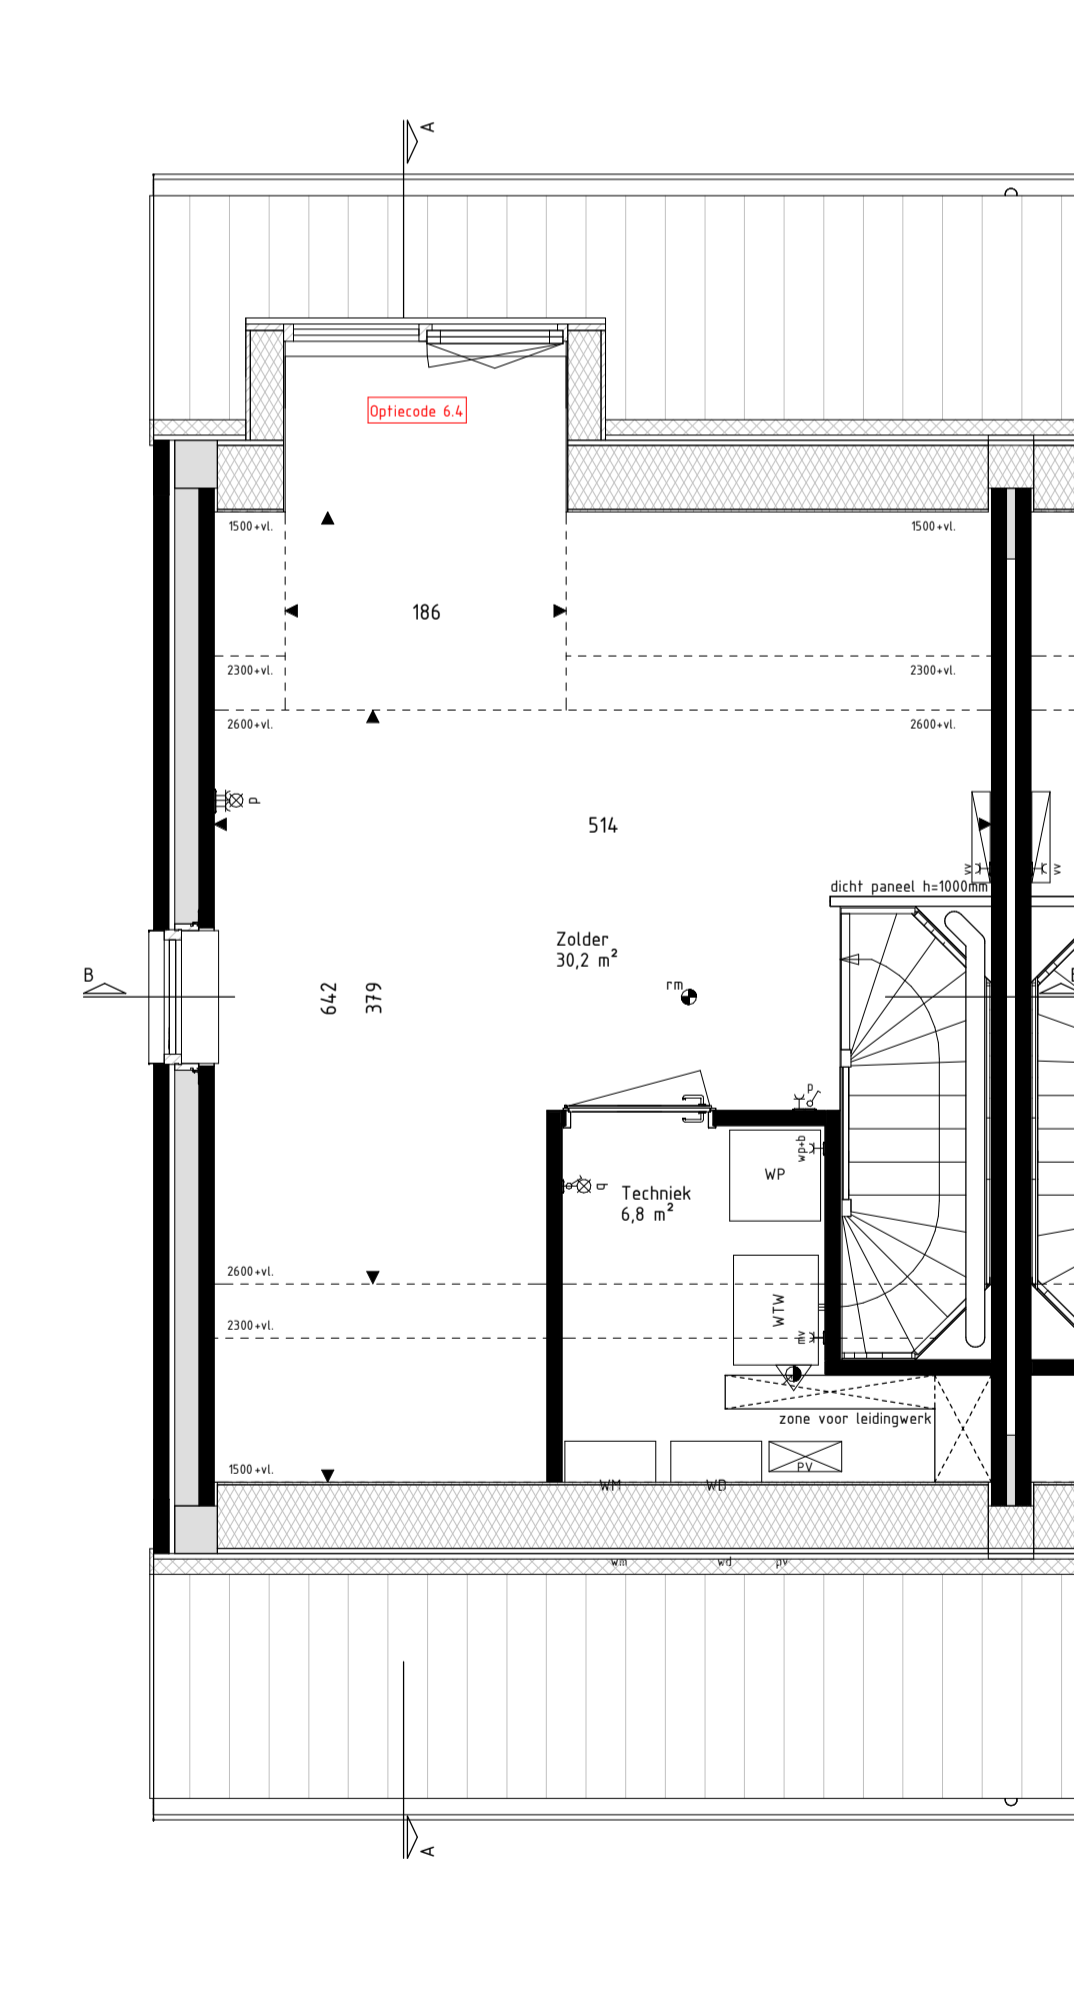 A
Optiecode 6.4
1500+vl.
1500+vl.
186
2300+vl.
2300+vl.
2600+vl.
2600+vl.
p
514
vv
vv
dicht paneel h=1000mm
Zolder
30,2 m²
B
rm
642
379
p
wp+b
WP
Techniek
6,8 m²
q
2600+vl.
WTW
2300+vl.
mv
zone voor leidingwerk
1500+vl.
PV
WM
WD
wm
wd
pv
A